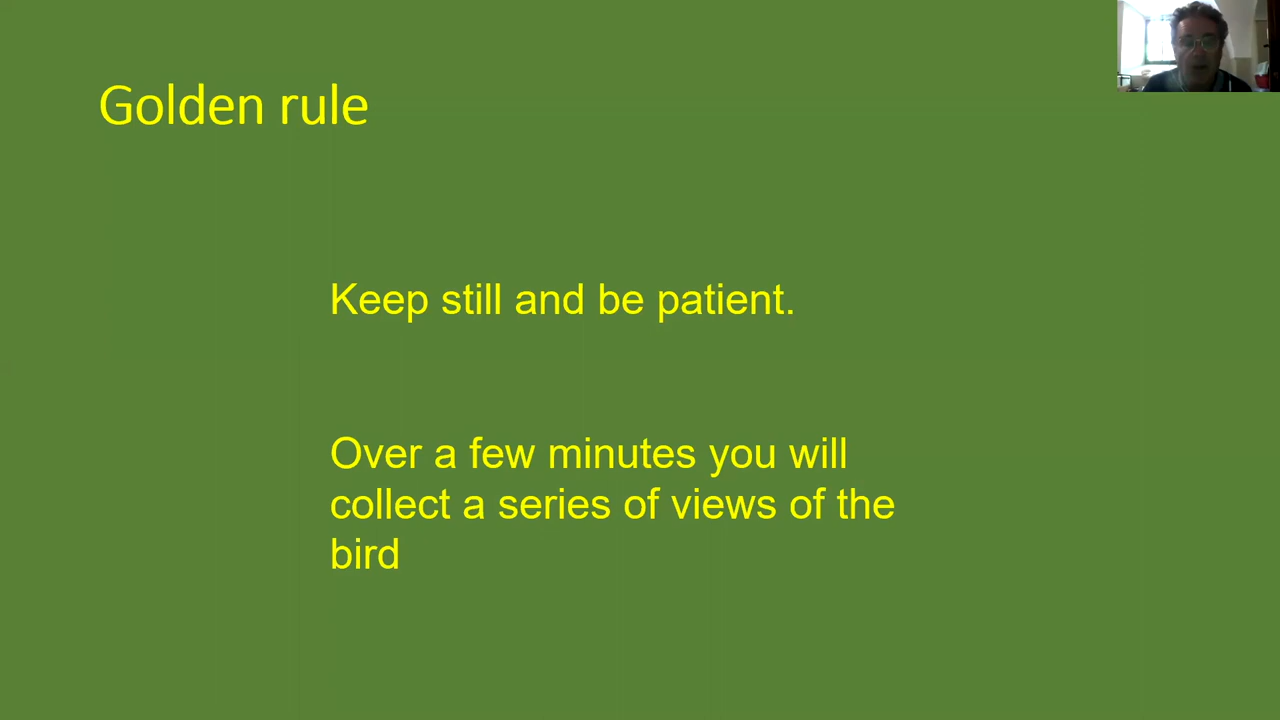 Golden rule
Keep still and be patient.
Over a few minutes you will
collect a series of views of the
bird